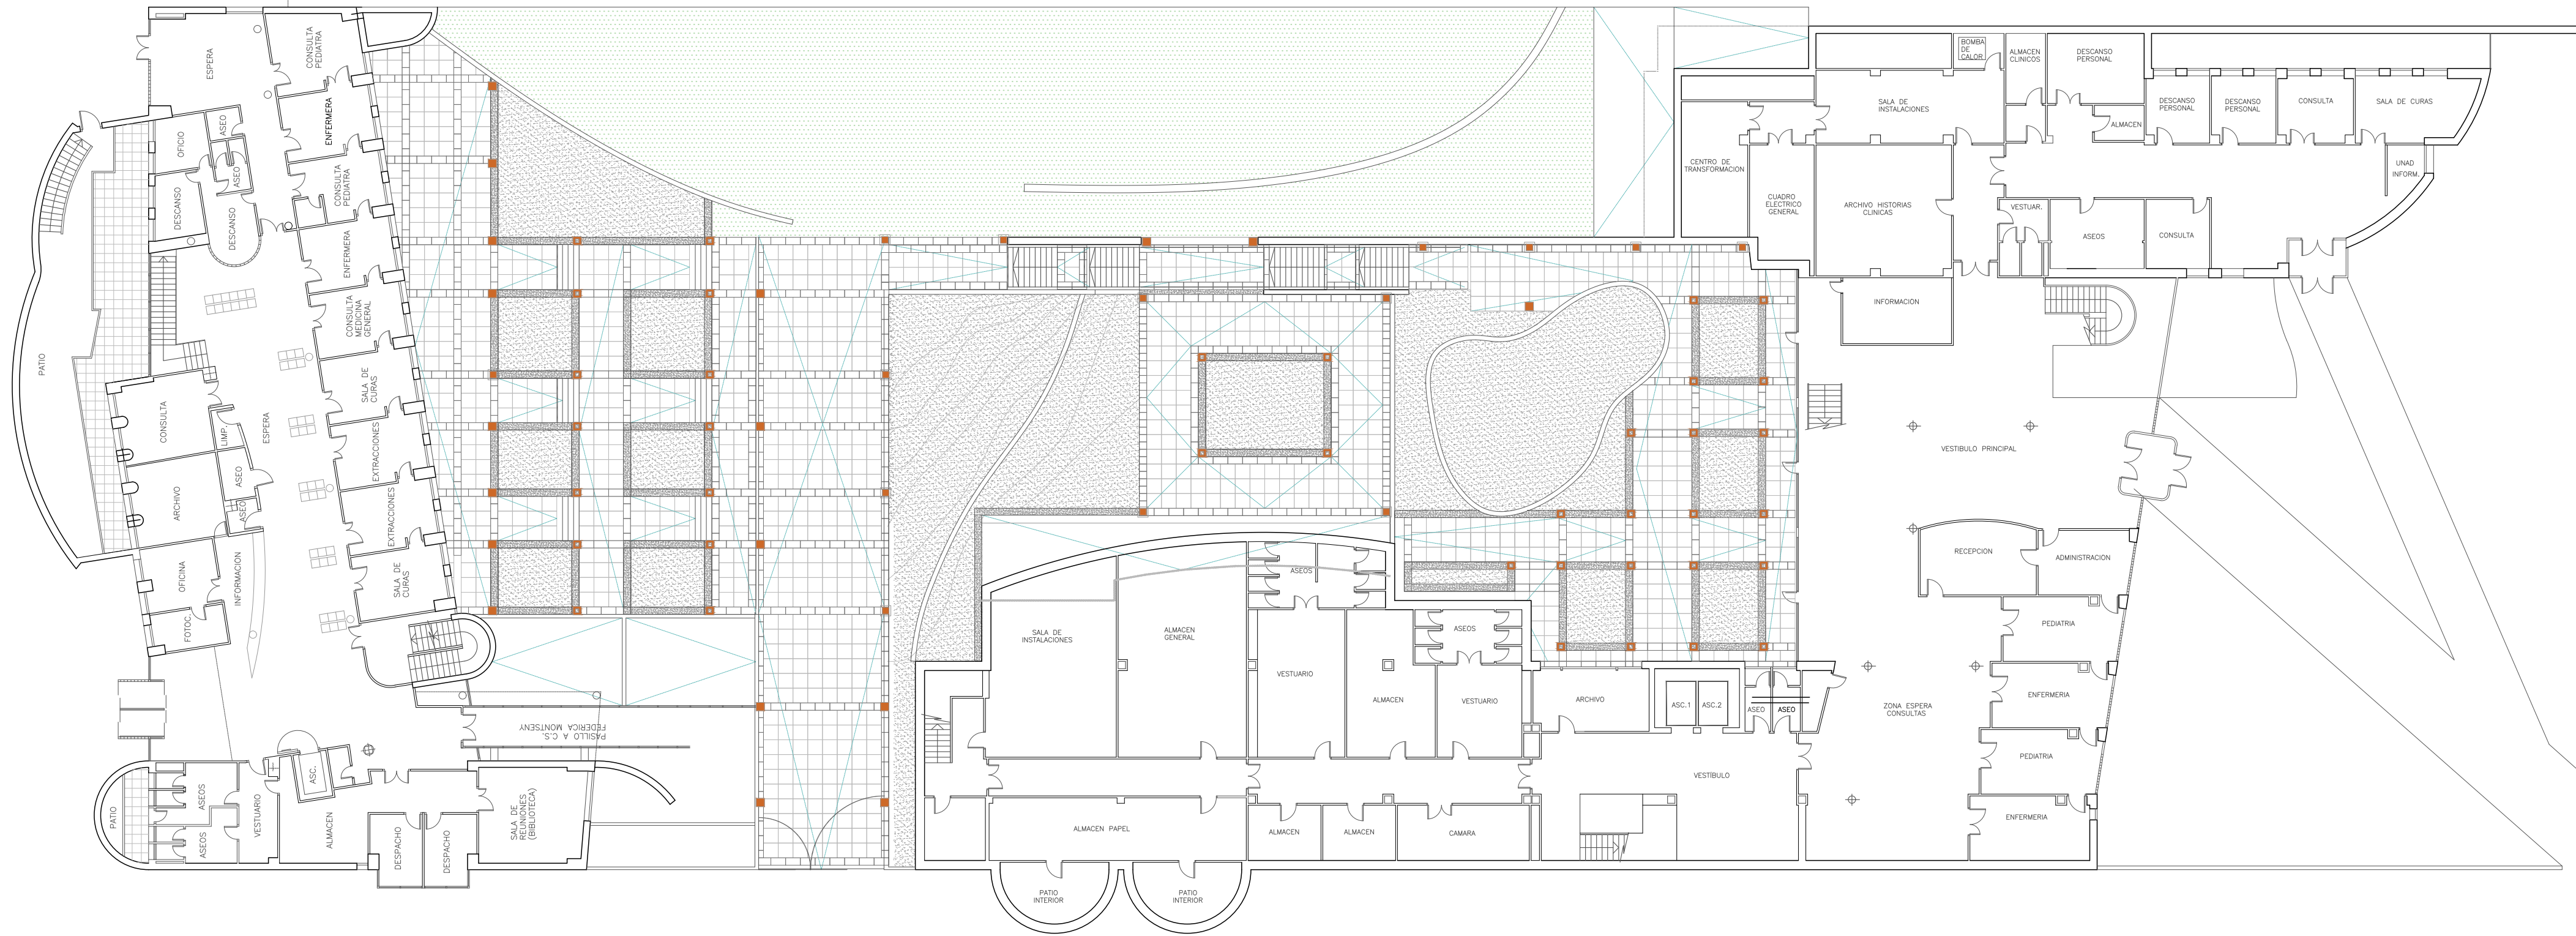 ESPERA
CONSULTA
PEDIATRA
ENFERMERA
OFICIO
ASEO
ASEO
CONSULTA
PEDIATRA
DESCANSO
DESCANSO
ENFERMERA
PATIO
CONSULTA
MEDICINA
GENERAL
SALA DE
CURAS
CONSULTA
LIMP.
ESPERA
EXTRACCIONES
ARCHIVO
ASEO
ASEO
EXTRACCIONES
OFICINA
INFORMACION
SALA DE
CURAS
FOTOC.
PASILLO A C.S.
FEDERICA MONTSENY
PATIO
ASEOS
ASEOS
VESTUARIO
ASC.
ALMACEN
DESPACHO
DESPACHO
SALA DE
REUNIONES
(BIBLIOTECA)
SALA DE
INSTALACIONES
ALMACEN
GENERAL
ASEOS
VESTUARIO
ALMACEN
ASEOS
VESTUARIO
ARCHIVO
ASC.1
ASC.2
ASEO
ASEO
ALMACEN PAPEL
ALMACEN
ALMACEN
CAMARA
VESTÍBULO
PATIO
INTERIOR
PATIO
INTERIOR
BOMBA
DE
CALOR
ALMACEN
CLINICOS
DESCANSO
PERSONAL
SALA DE
INSTALACIONES
DESCANSO
PERSONAL
DESCANSO
PERSONAL
CONSULTA
SALA DE CURAS
ALMACEN
CENTRO DE
TRANSFORMACION
CUADRO
ELECTRICO
GENERAL
ARCHIVO HISTORIAS
CLINICAS
UNAD
INFORM.
VESTUAR.
ASEOS
CONSULTA
INFORMACION
VESTIBULO PRINCIPAL
RECEPCION
ADMINISTRACION
PEDIATRIA
ENFERMERIA
ZONA ESPERA
CONSULTAS
PEDIATRIA
ENFERMERIA